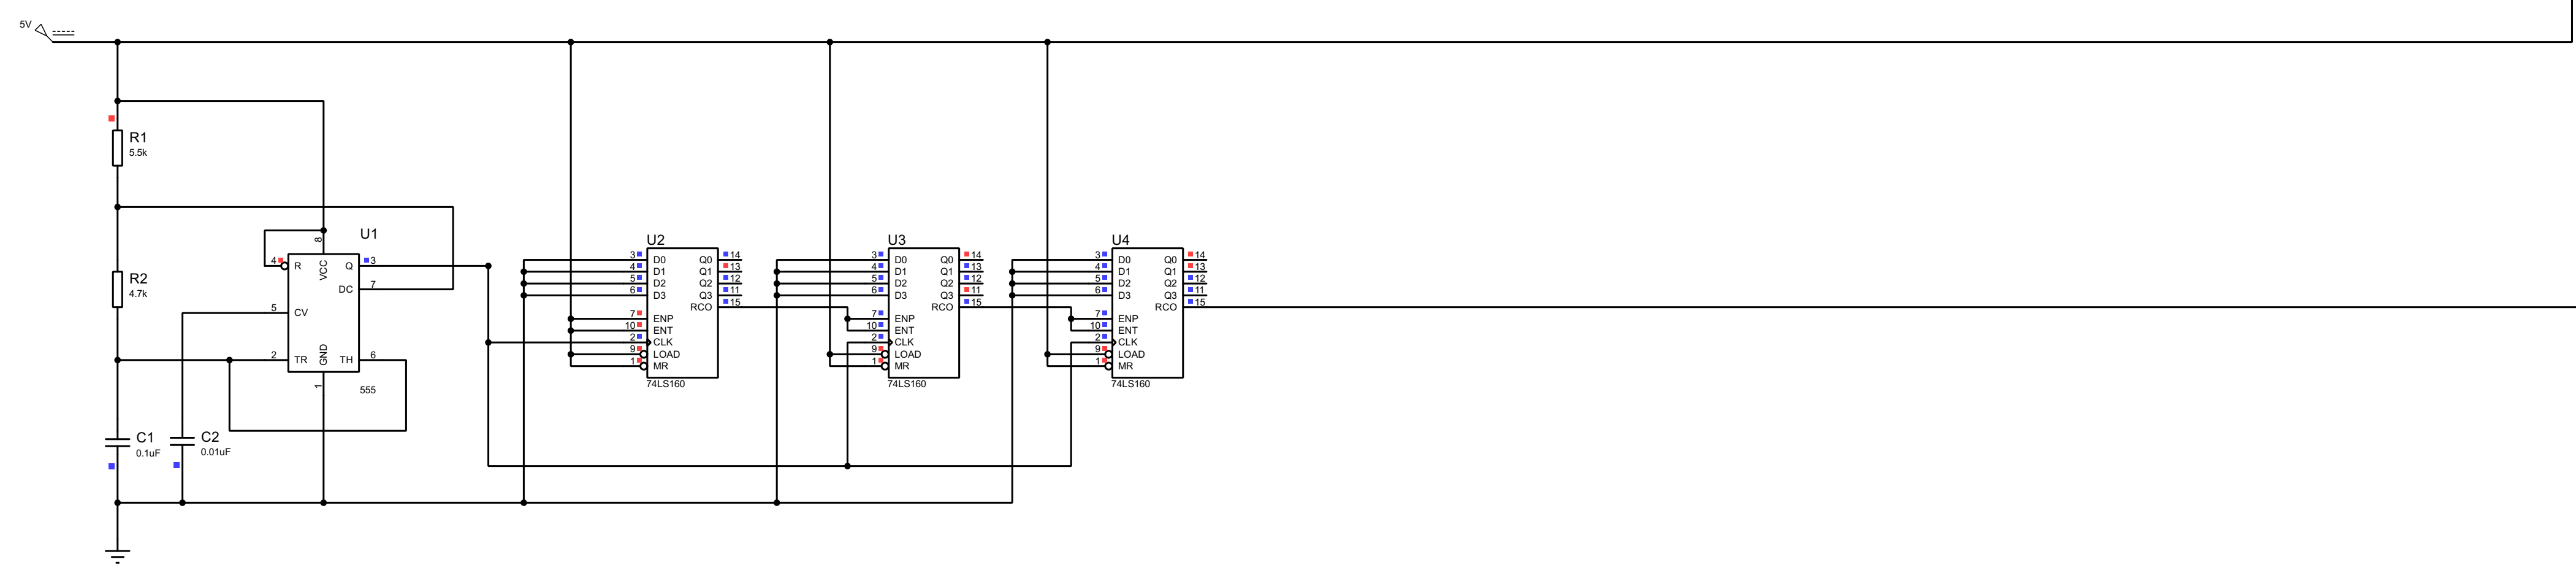 5V
R1
5.5k
R2
4.7k
C1
0.1uF
C2
0.01uF
U1
4 R VCC 8 Q 3
DC 7
5 CV
2 TR GND 1 TH 6
555
U2
3 D0 Q0 14
4 D1 Q1 13
5 D2 Q2 12
6 D3 Q3 11
RCO 15
7 ENP
10 ENT
2 CLK
9 LOAD
1 MR
74LS160
U3
3 D0 Q0 14
4 D1 Q1 13
5 D2 Q2 12
6 D3 Q3 11
RCO 15
7 ENP
10 ENT
2 CLK
9 LOAD
1 MR
74LS160
U4
3 D0 Q0 14
4 D1 Q1 13
5 D2 Q2 12
6 D3 Q3 11
RCO 15
7 ENP
10 ENT
2 CLK
9 LOAD
1 MR
74LS160